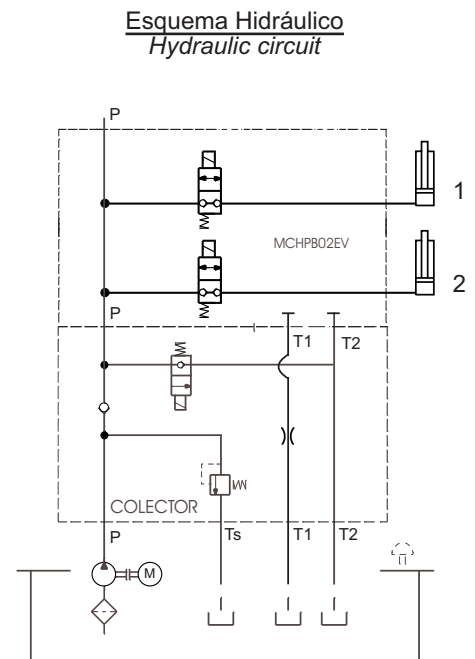 Esquema Hidráulico
Hydraulic circuit
P
1
MCHPB02EV
2
P
T1
T2
COLECTOR
P
Ts
T1
T2
M